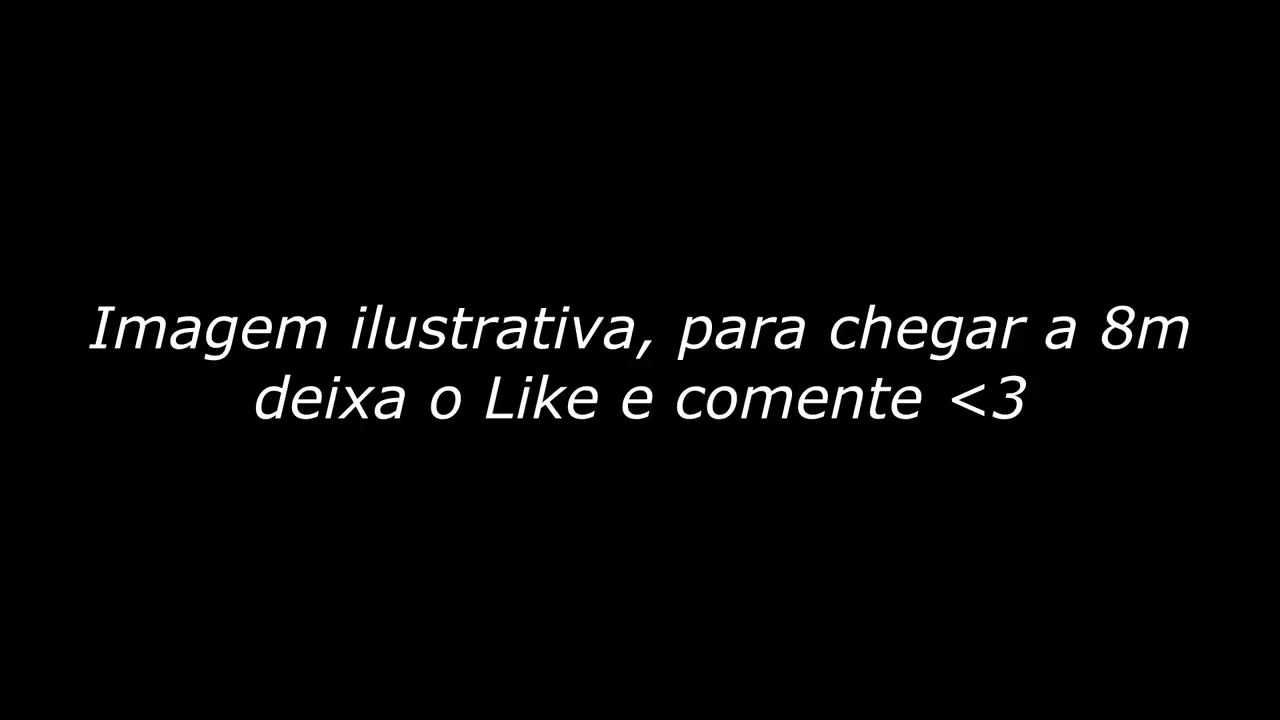 Imagem ilustrativa, para chegar a 8m
deixa o Like e comente <3